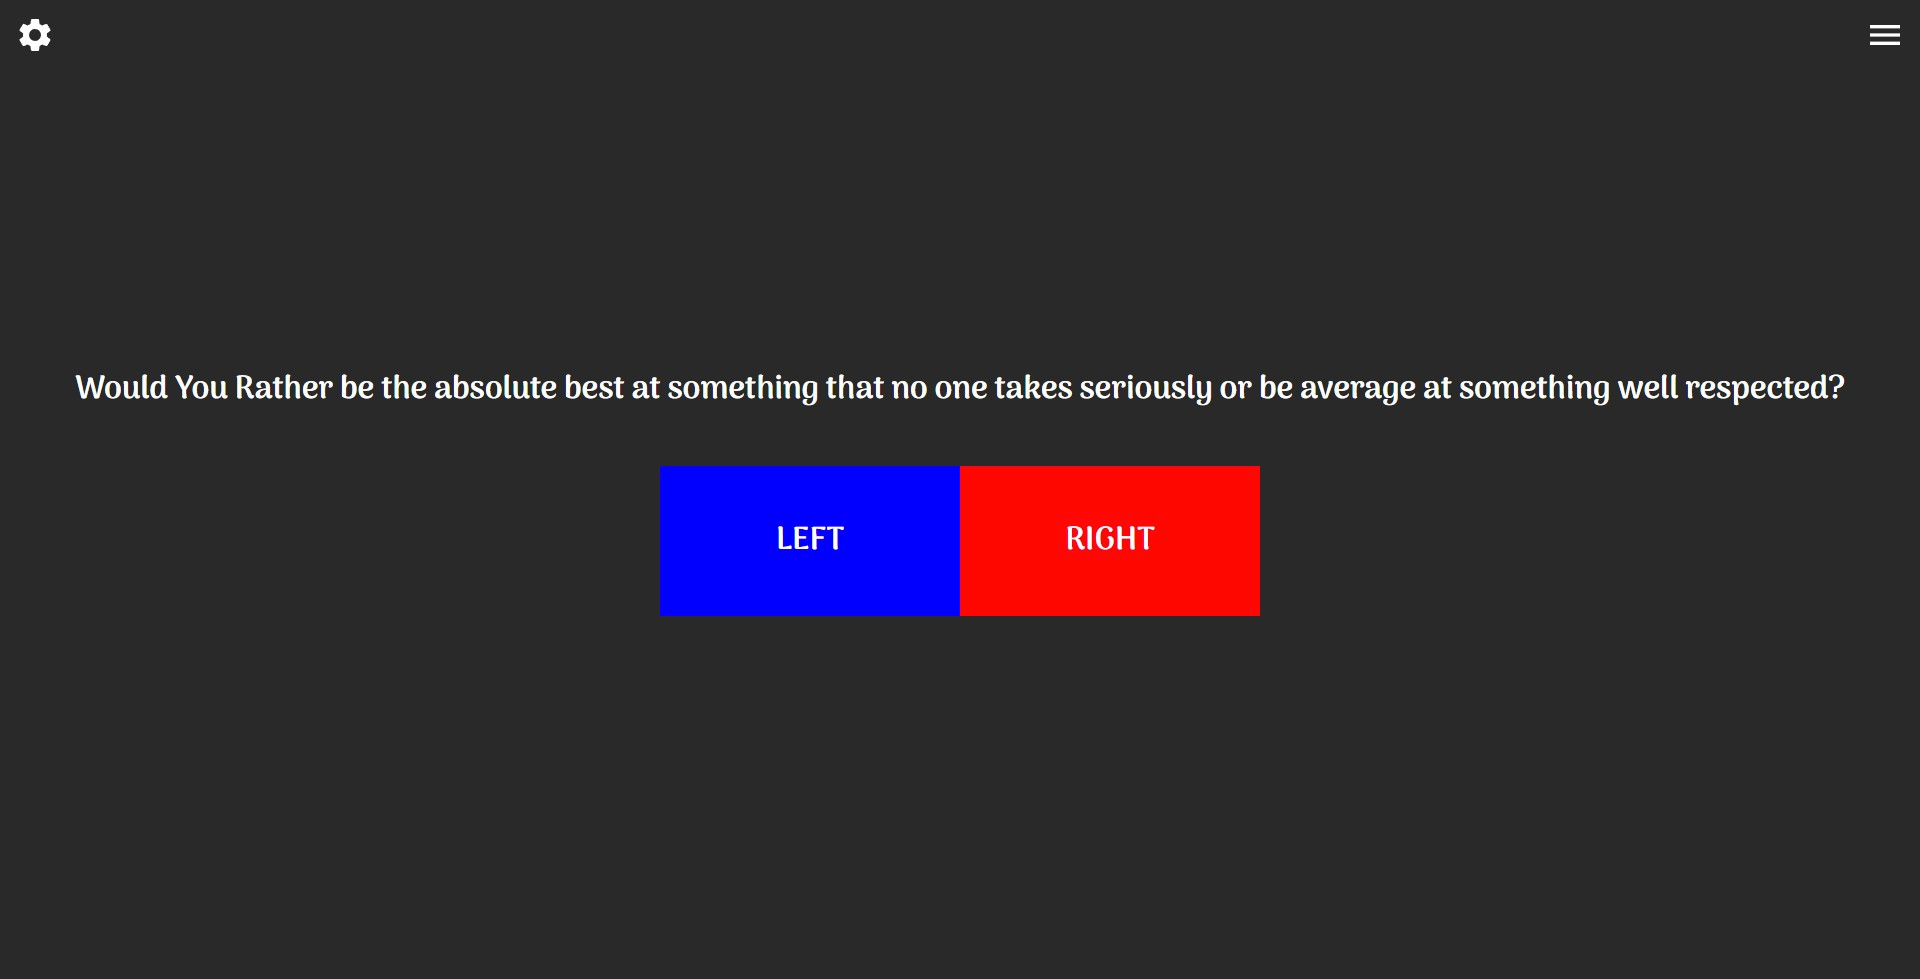 Would You Rather be the absolute best at something that no one takes seriously or be average at something well respected?
LEFT
RIGHT